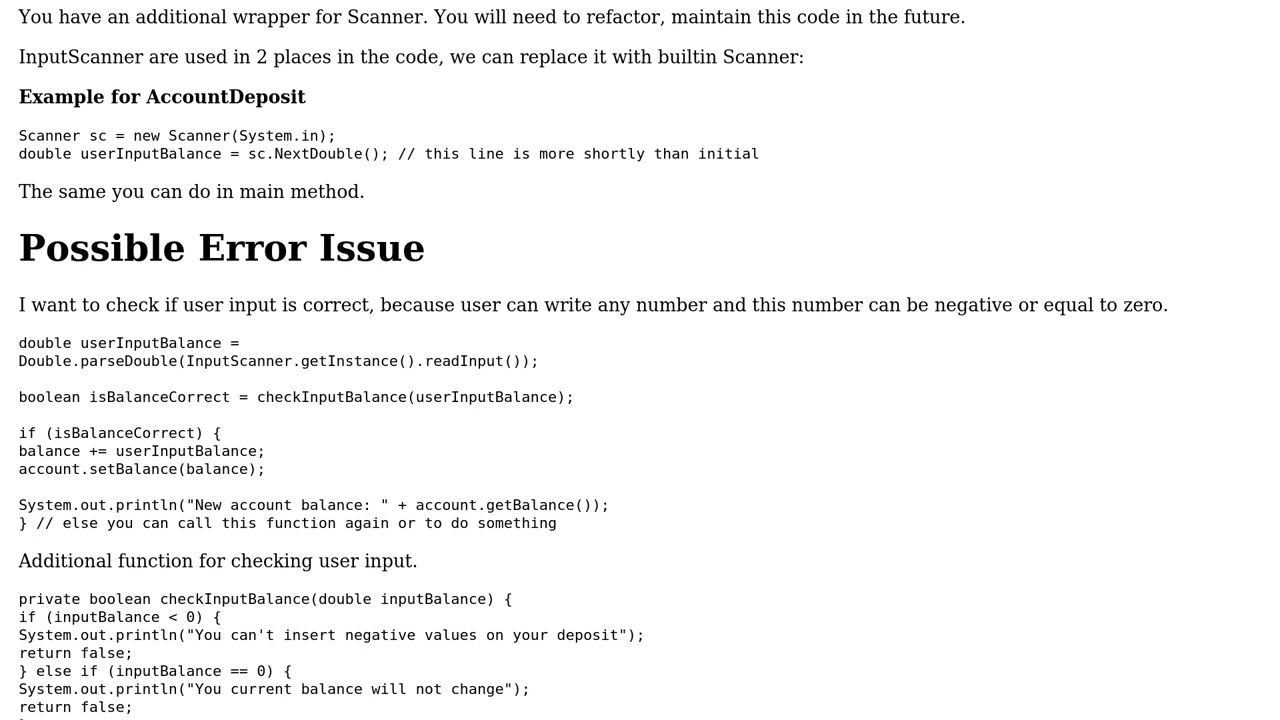 You have an additional wrapper for Scanner. You will need to refactor, maintain this code in the future.
InputScanner are used in 2 places in the code, we can replace it with builtin Scanner:
Example for AccountDeposit
Scanner sc = new Scanner(System.in);
double userInputBalance = sc.NextDouble(); // this line is more shortly than initial
The same you can do in main method.
Possible Error Issue
I want to check if user input is correct, because user can write any number and this number can be negative or equal to zero.
double userInputBalance =
Double.parseDouble(InputScanner.getInstance().readInput());
boolean isBalanceCorrect = checkInputBalance(userInputBalance);
if (isBalanceCorrect) {
balance += userInputBalance;
account.setBalance(balance);
System.out.println("New account balance: " + account.getBalance());
} // else you can call this function again or to do something
Additional function for checking user input.
private boolean checkInputBalance(double inputBalance) {
if (inputBalance < 0) {
System.out.println("You can't insert negative values on your deposit");
return false;
} else if (inputBalance == 0) {
System.out.println("You current balance will not change");
return false;